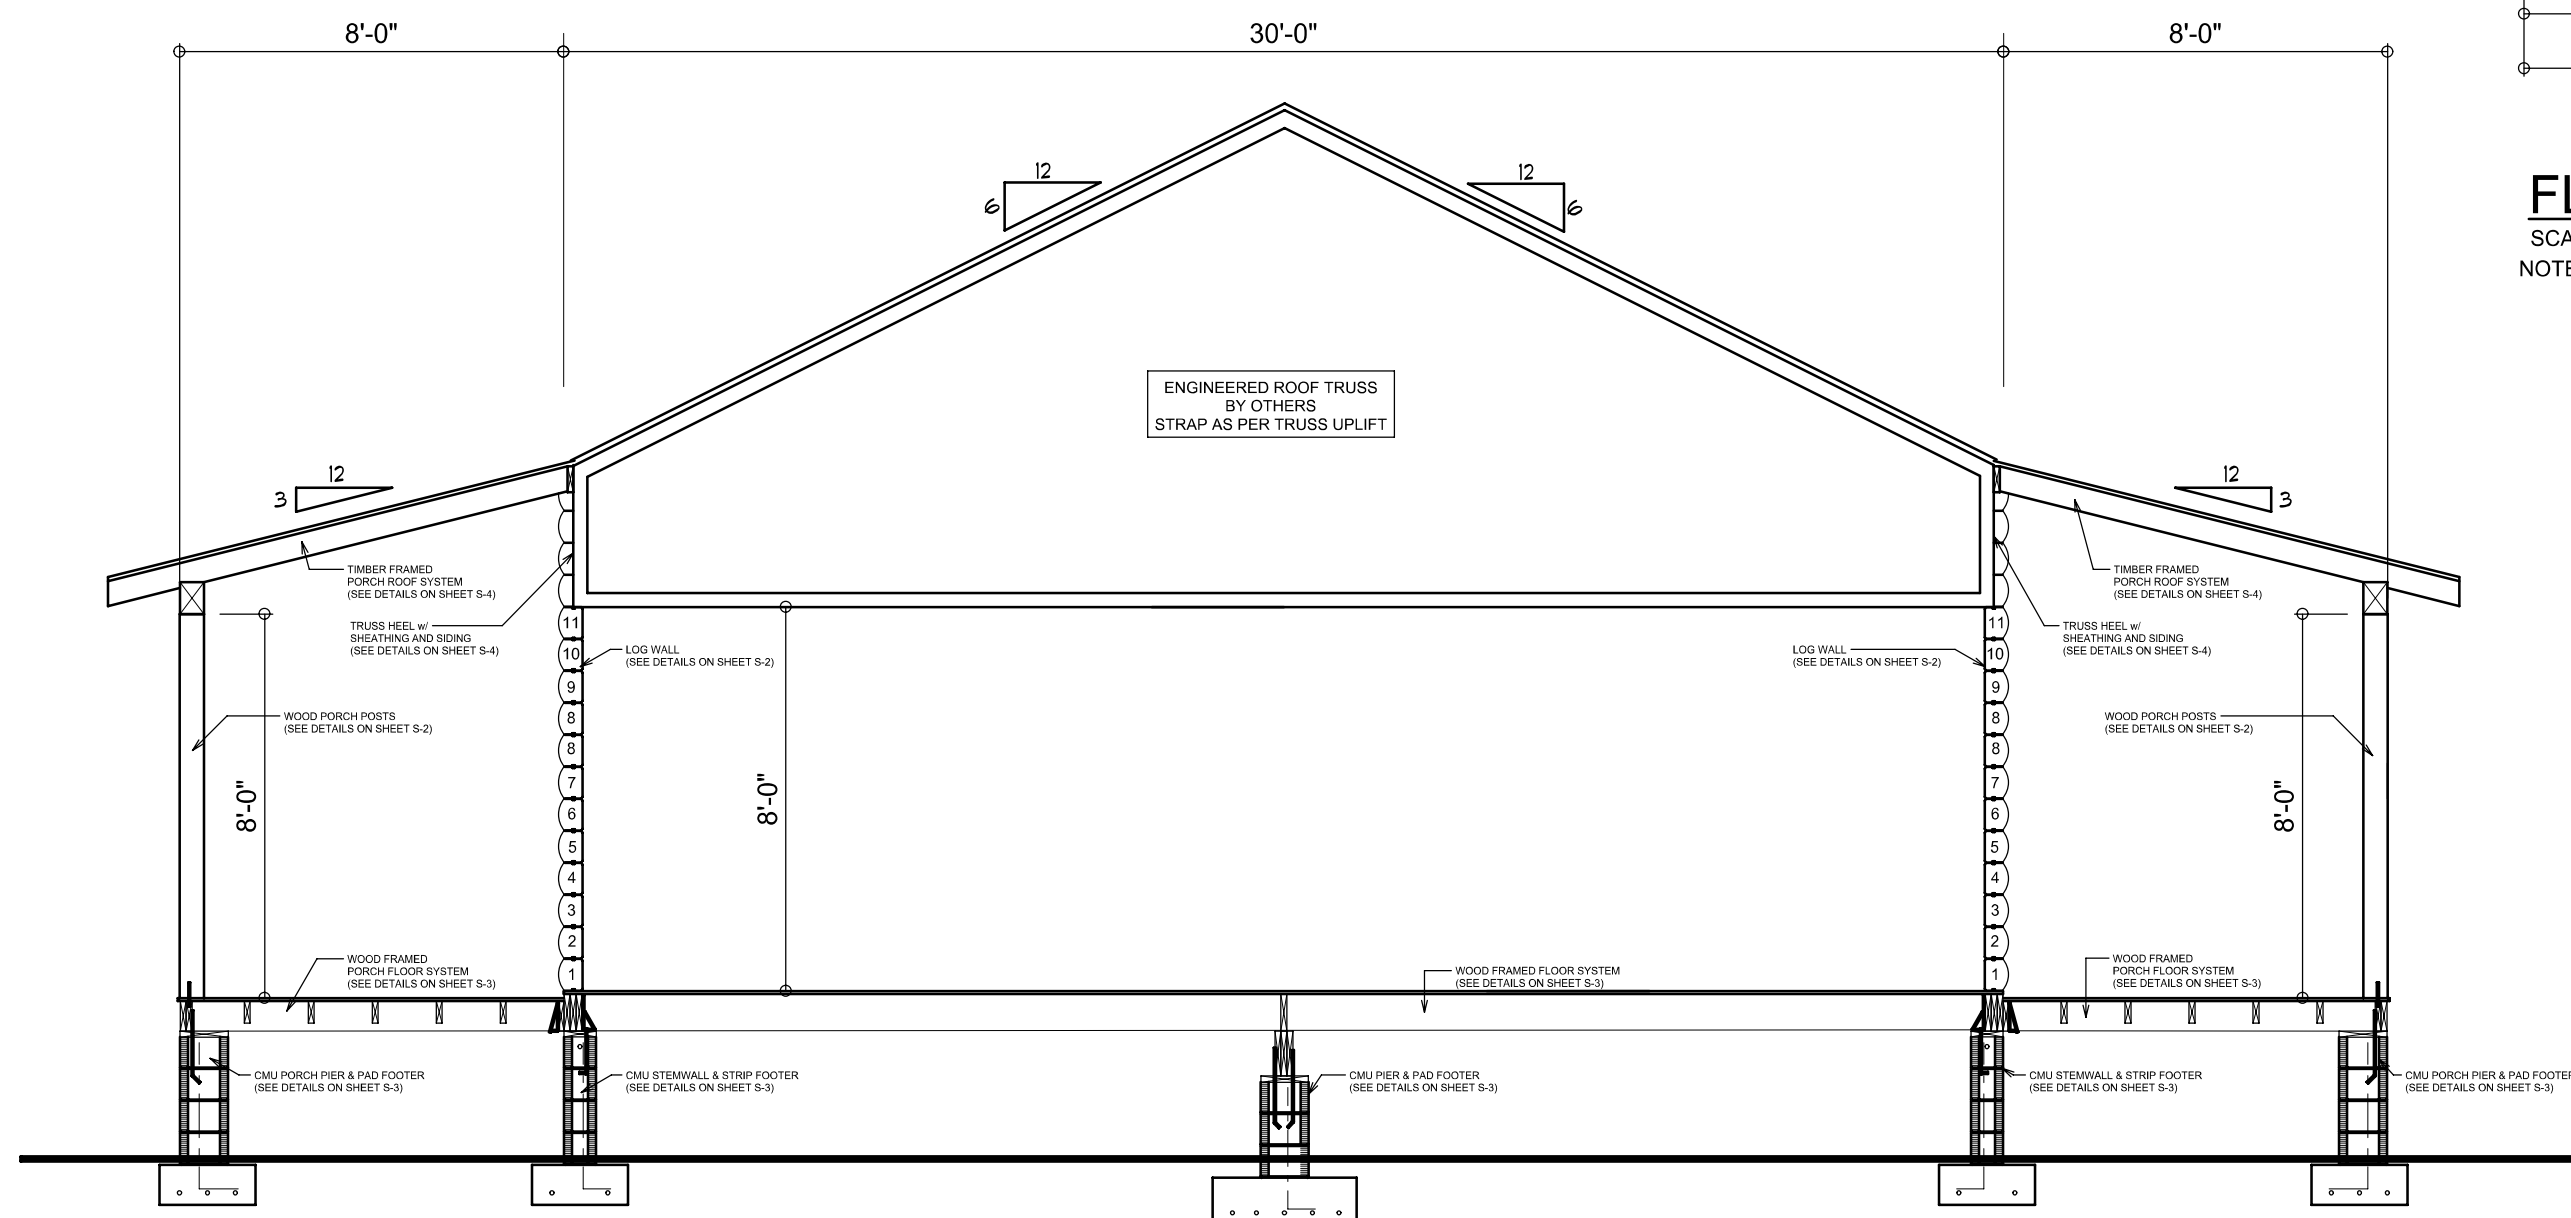 8'-0"
30'-0"
8'-0"
12
6
12
6
FL
SCA
NOTE
ENGINEERED ROOF TRUSS
BY OTHERS
STRAP AS PER TRUSS UPLIFT
12
3
12
3
TIMBER FRAMED
PORCH ROOF SYSTEM
(SEE DETAILS ON SHEET S-4)
TRUSS HEEL w/
SHEATHING AND SIDING
(SEE DETAILS ON SHEET S-4)
LOG WALL
(SEE DETAILS ON SHEET S-2)
LOG WALL
(SEE DETAILS ON SHEET S-2)
TIMBER FRAMED
PORCH ROOF SYSTEM
(SEE DETAILS ON SHEET S-4)
TRUSS HEEL w/
SHEATHING AND SIDING
(SEE DETAILS ON SHEET S-4)
11
10
9
8
8
7
6
5
4
3
2
1
11
10
9
8
8
7
6
5
4
3
2
1
WOOD PORCH POSTS
(SEE DETAILS ON SHEET S-2)
WOOD PORCH POSTS
(SEE DETAILS ON SHEET S-2)
8'-0"
8'-0"
8'-0"
WOOD FRAMED
PORCH FLOOR SYSTEM
(SEE DETAILS ON SHEET S-3)
WOOD FRAMED FLOOR SYSTEM
(SEE DETAILS ON SHEET S-3)
WOOD FRAMED
PORCH FLOOR SYSTEM
(SEE DETAILS ON SHEET S-3)
CMU PORCH PIER & PAD FOOTER
(SEE DETAILS ON SHEET S-3)
CMU STEMWALL & STRIP FOOTER
(SEE DETAILS ON SHEET S-3)
CMU PIER & PAD FOOTER
(SEE DETAILS ON SHEET S-3)
CMU STEMWALL & STRIP FOOTER
(SEE DETAILS ON SHEET S-3)
CMU PORCH PIER & PAD FOOTER
(SEE DETAILS ON SHEET S-3)